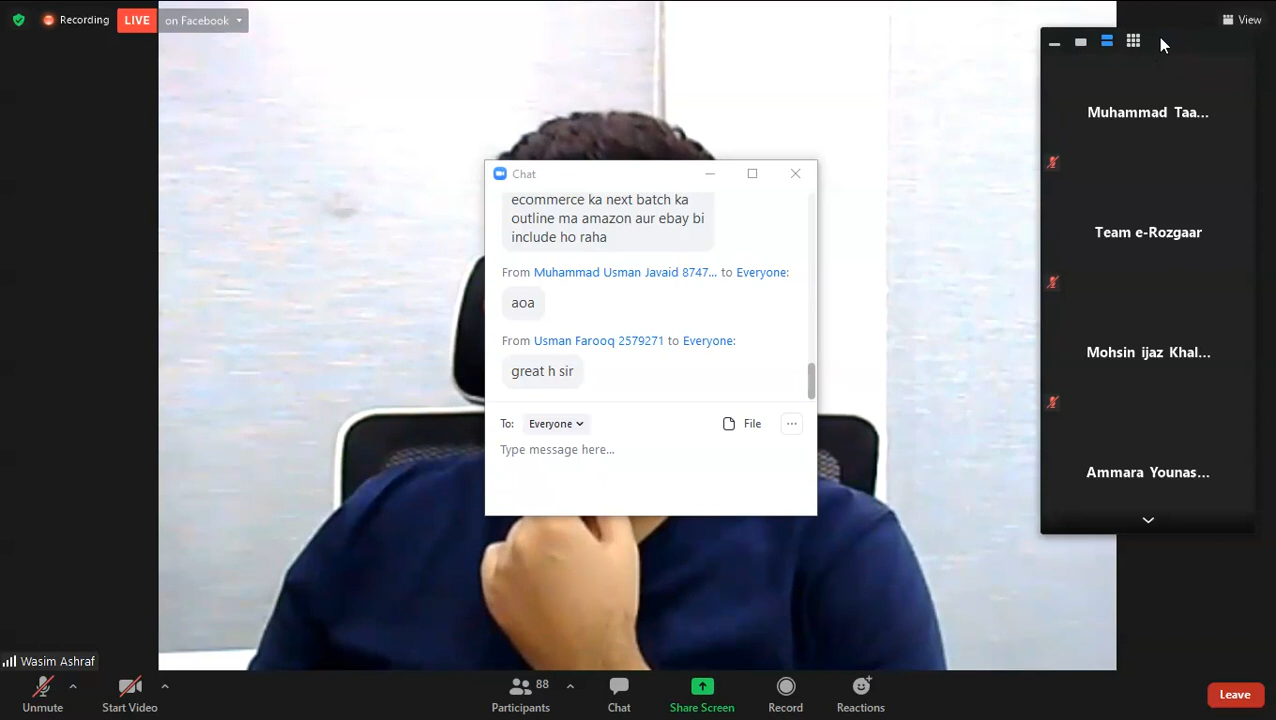 Recording
LIVE
on Facebook
View
Muhammad Taa...
Chat
ecommerce ka next batch ka
outline ma amazon aur ebay bi
include ho raha
From Muhammad Usman Javaid 8747... to Everyone:
aoa
Team e-Rozgaar
From Usman Farooq 2579271 to Everyone:
great h sir
Mohsin ijaz Khal...
To: Everyone
File
Type message here...
Ammara Younas...
Wasim Ashraf
Unmute
Start Video
88
Participants
Chat
Share Screen
Record
Reactions
Leave